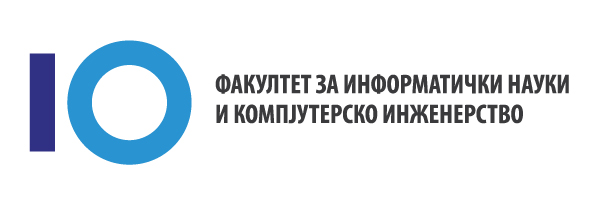 ФАКУЛТЕТ ЗА ИНФОРМАТИЧКИ НАУКИ
И КОМПЈУТЕРСКО ИНЖЕНЕРСТВО